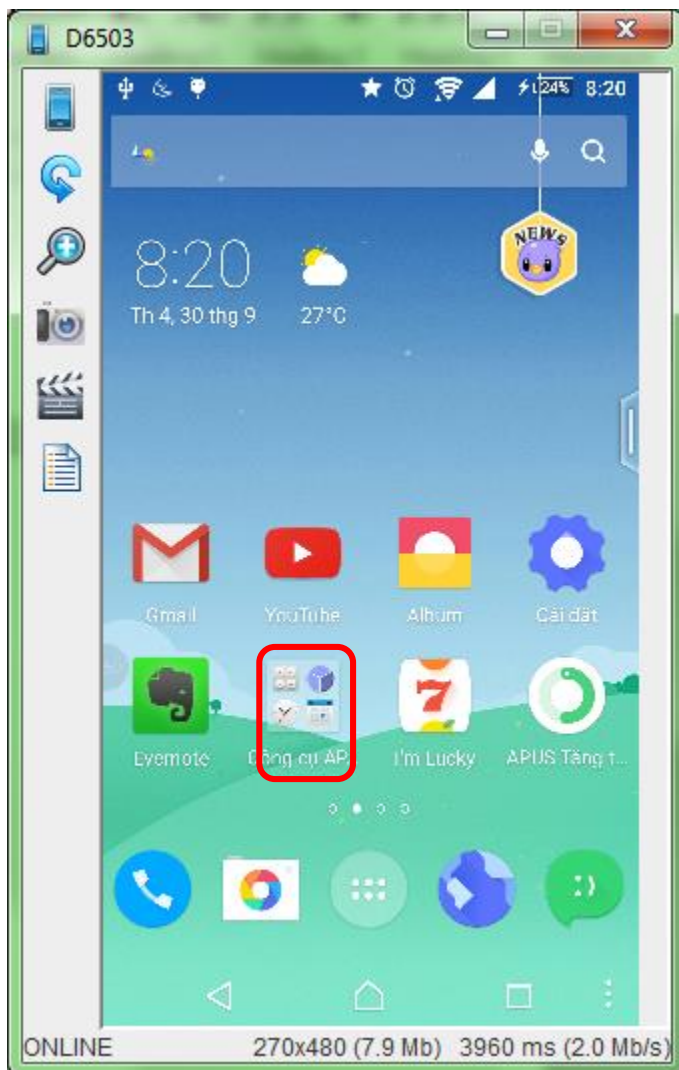 D6503
24% 8:20
NEWS
8:20
Th 4, 30 thg 9 27°C
Gmail YouTube Album Cài đặt
7
Evernote Công cụ AP... I'm Lucky APUS Tăng t...
:)
ONLINE 270x480 (7.9 Mb) 3960 ms (2.0 Mb/s)